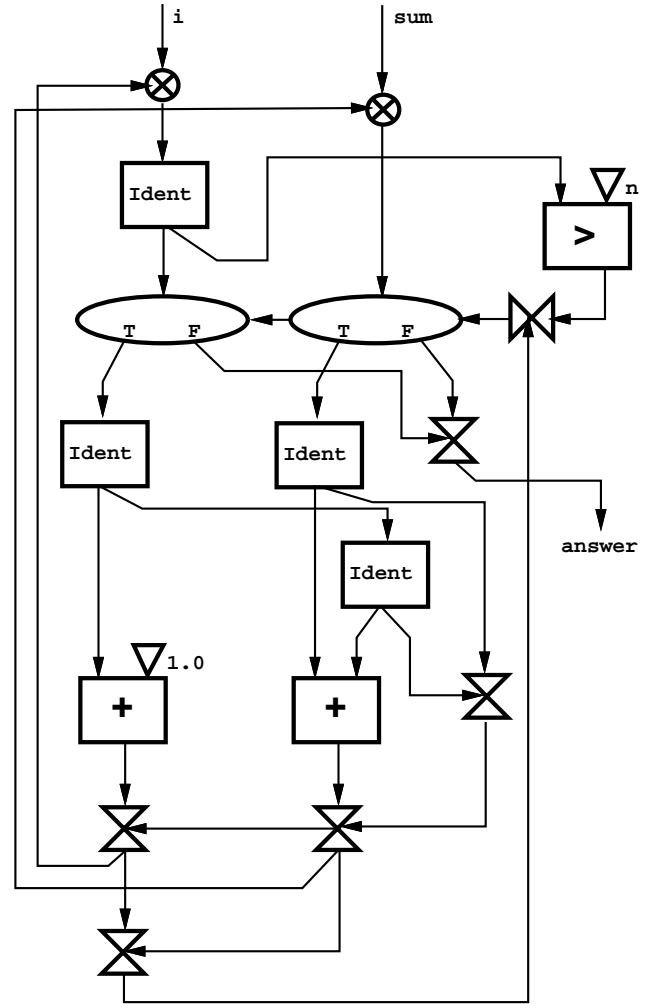 i
sum
Ident
n
>
T F
T F
Ident
Ident
answer
Ident
1.0
+
+